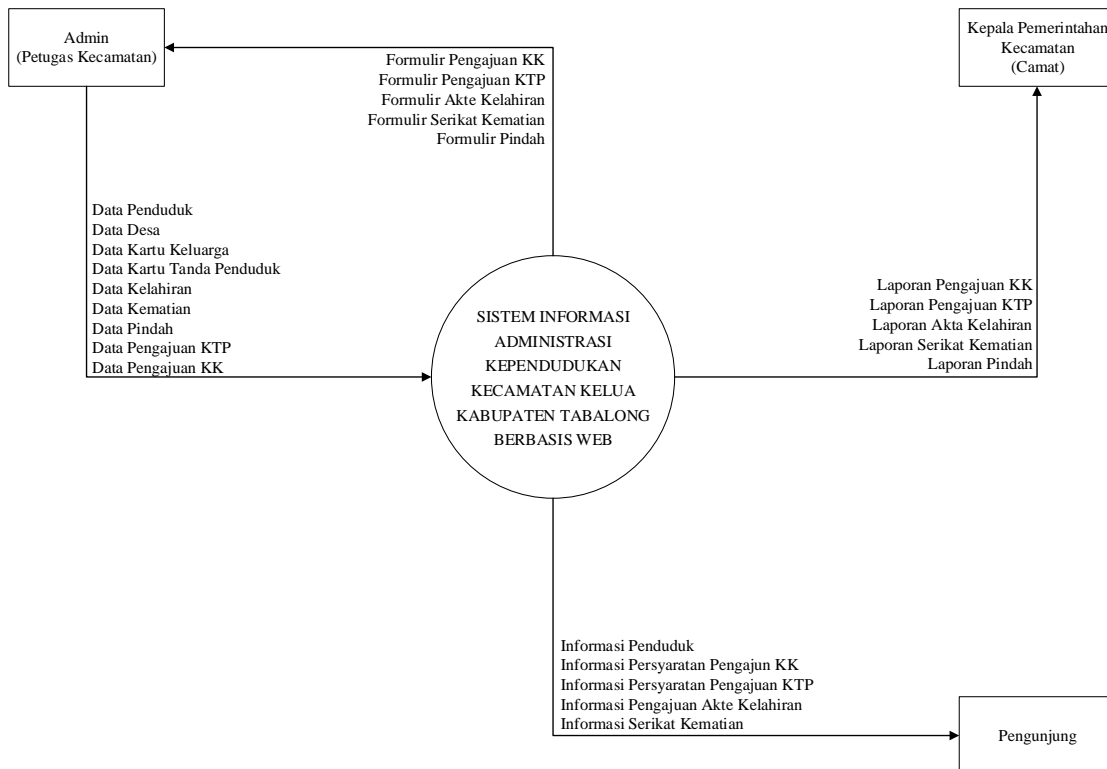 Admin
(Petugas Kecamatan)
Kepala Pemerintahan
Kecamatan
(Camat)
Formulir Pengajuan KK
Formulir Pengajuan KTP
Formulir Akte Kelahiran
Formulir Serikat Kematian
Formulir Pindah
Data Penduduk
Data Desa
Data Kartu Keluarga
Data Kartu Tanda Penduduk
Data Kelahiran
Data Kematian
Data Pindah
Data Pengajuan KTP
Data Pengajuan KK
SISTEM INFORMASI
ADMINISTRASI
KEPENDUDUKAN
KECAMATAN KELUA
KABUPATEN TABALONG
BERBASIS WEB
Laporan Pengajuan KK
Laporan Pengajuan KTP
Laporan Akta Kelahiran
Laporan Serikat Kematian
Laporan Pindah
Informasi Penduduk
Informasi Persyaratan Pengajun KK
Informasi Persyaratan Pengajuan KTP
Informasi Pengajuan Akte Kelahiran
Informasi Serikat Kematian
Pengunjung